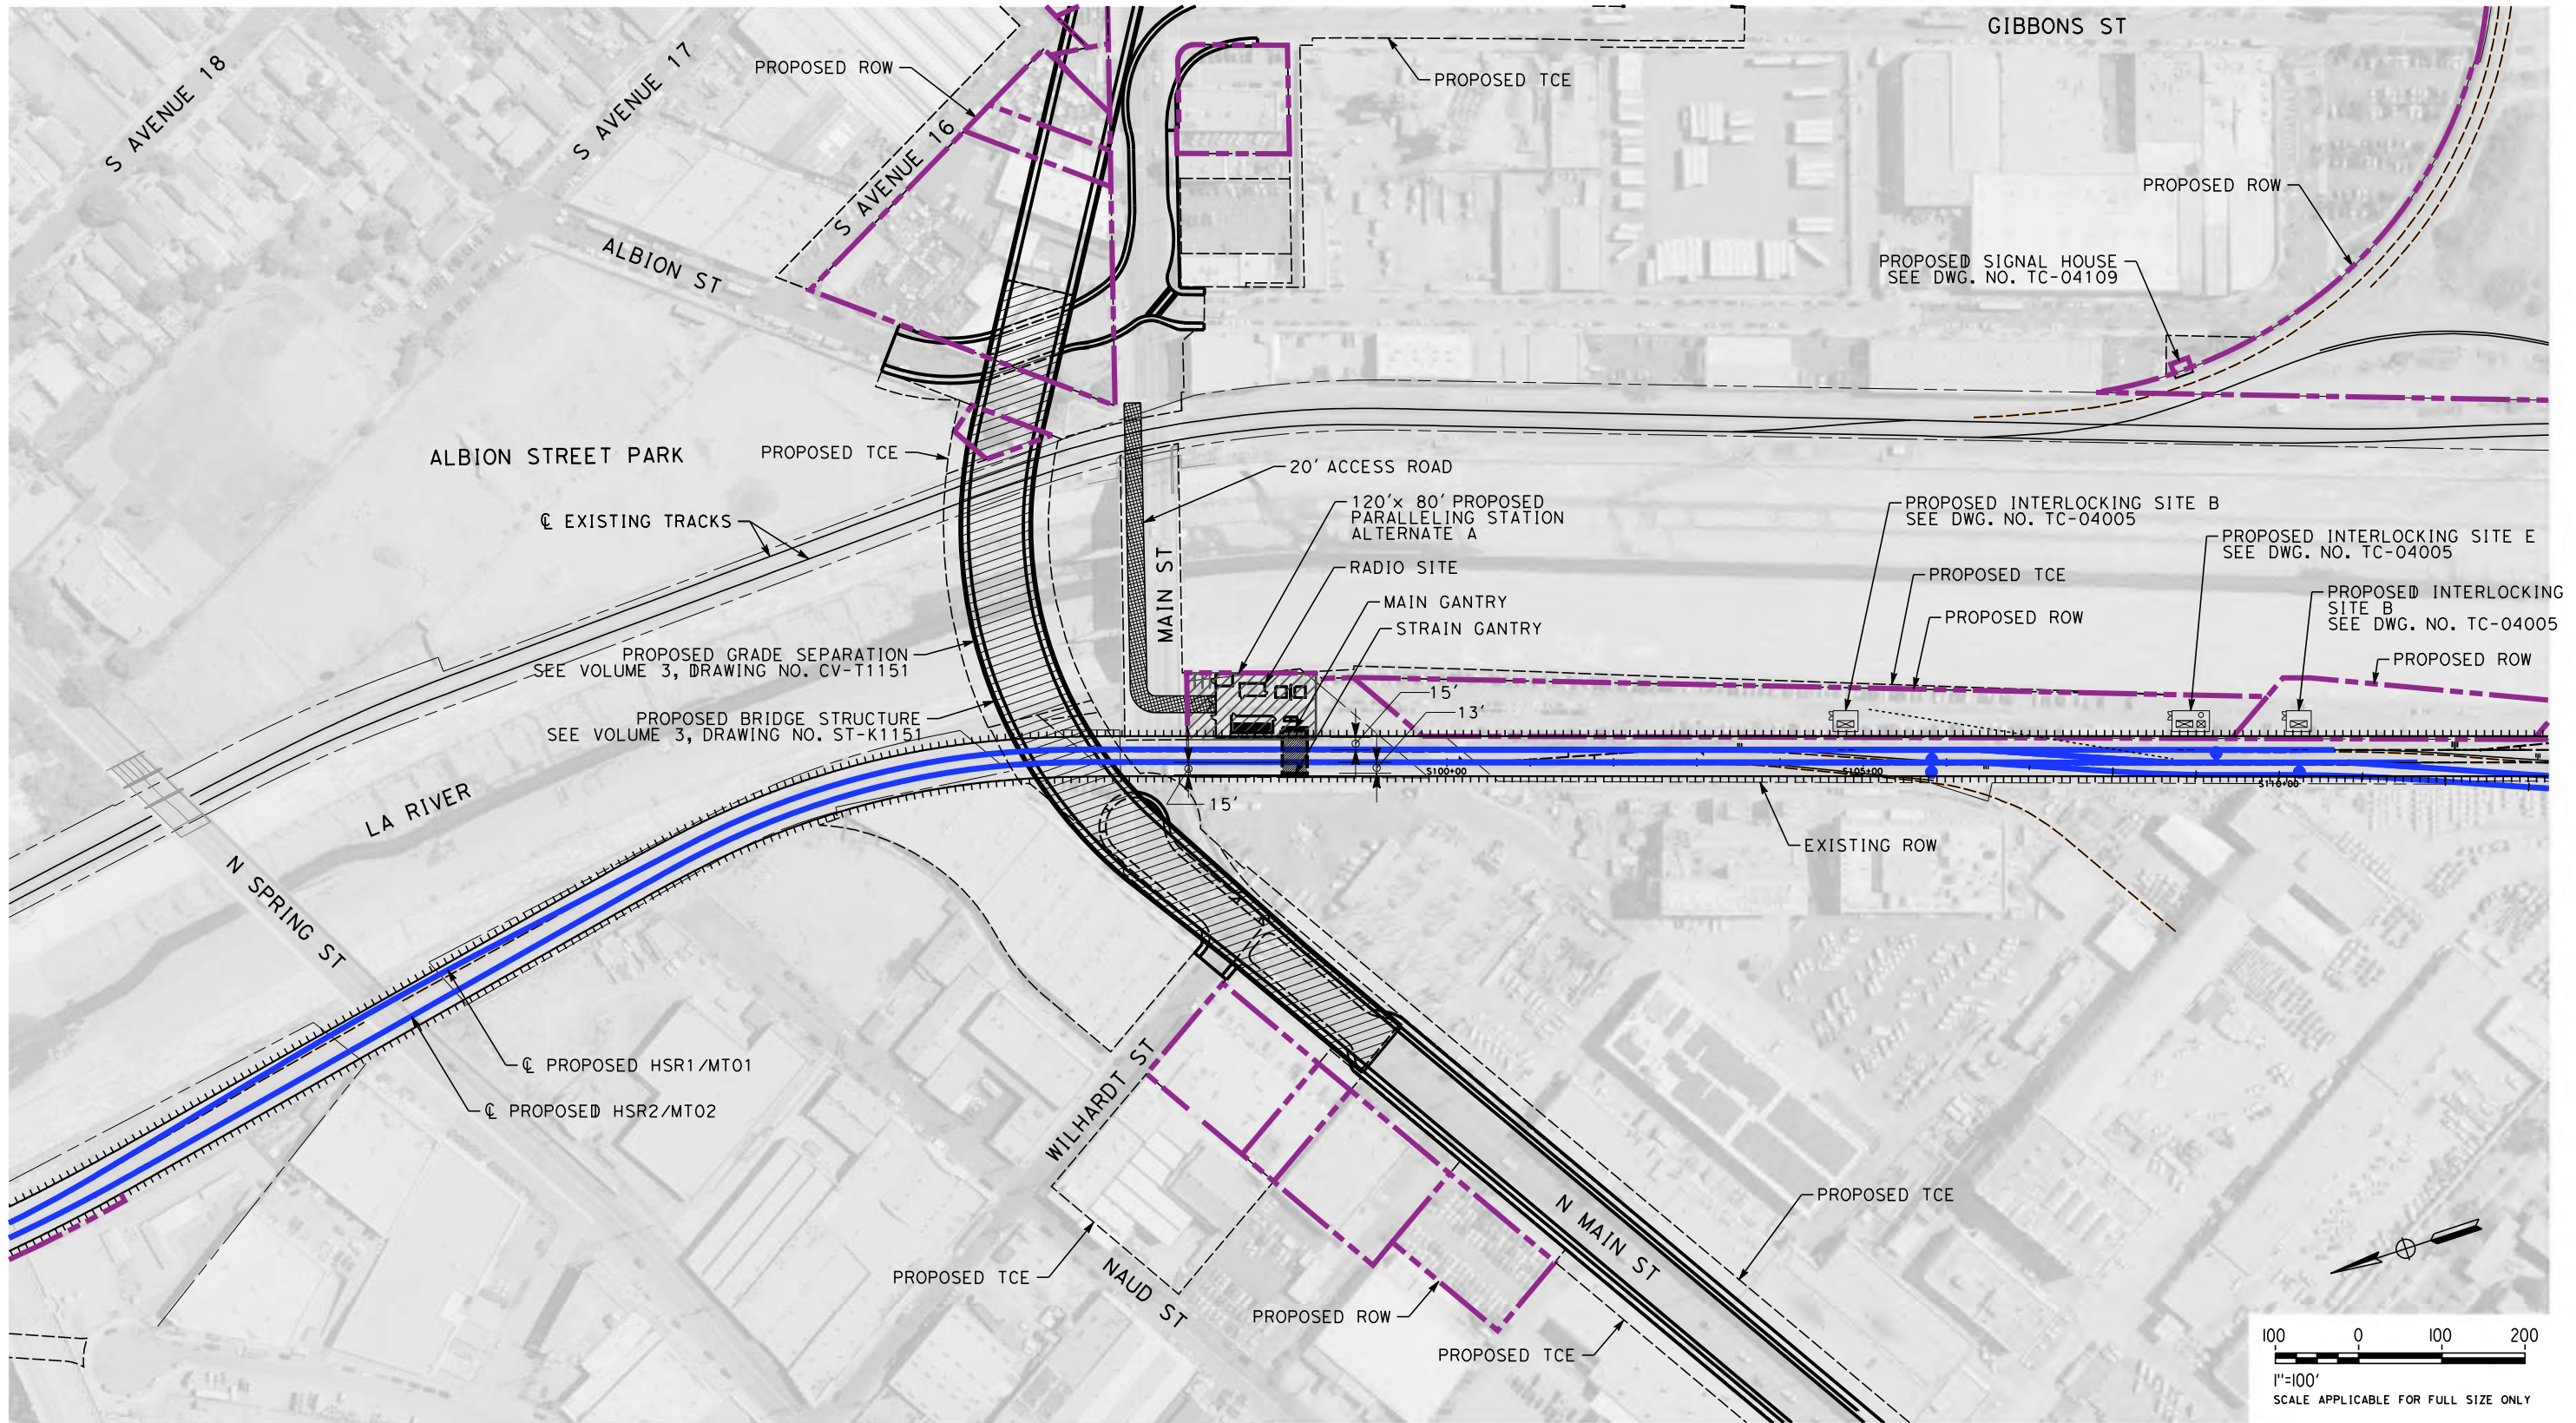 GIBBONS ST
S AVENUE 18
S AVENUE 17
PROPOSED ROW
PROPOSED TCE
S AVENUE 16
PROPOSED ROW
ALBION ST
PROPOSED SIGNAL HOUSE
SEE DWG. NO. TC-04109
ALBION STREET PARK
PROPOSED TCE
20' ACCESS ROAD
120'x 80' PROPOSED
PARALLELING STATION
ALTERNATE A
PROPOSED INTERLOCKING SITE B
SEE DWG. NO. TC-04005
℄ EXISTING TRACKS
PROPOSED INTERLOCKING SITE E
SEE DWG. NO. TC-04005
MAIN ST
RADIO SITE
PROPOSED TCE
PROPOSED INTERLOCKING
SITE B
SEE DWG. NO. TC-04005
MAIN GANTRY
PROPOSED ROW
STRAIN GANTRY
PROPOSED GRADE SEPARATION
SEE VOLUME 3, DRAWING NO. CV-T1151
PROPOSED ROW
15'
13'
PROPOSED BRIDGE STRUCTURE
SEE VOLUME 3, DRAWING NO. ST-K1151
S100+00
S105+00
S110+00
15'
LA RIVER
EXISTING ROW
N SPRING ST
℄ PROPOSED HSR1/MT01
℄ PROPOSED HSR2/MT02
WILHARDT ST
PROPOSED TCE
N MAIN ST
PROPOSED TCE
NAUD ST
PROPOSED ROW
PROPOSED TCE
100 0 100 200
1"=100'
SCALE APPLICABLE FOR FULL SIZE ONLY